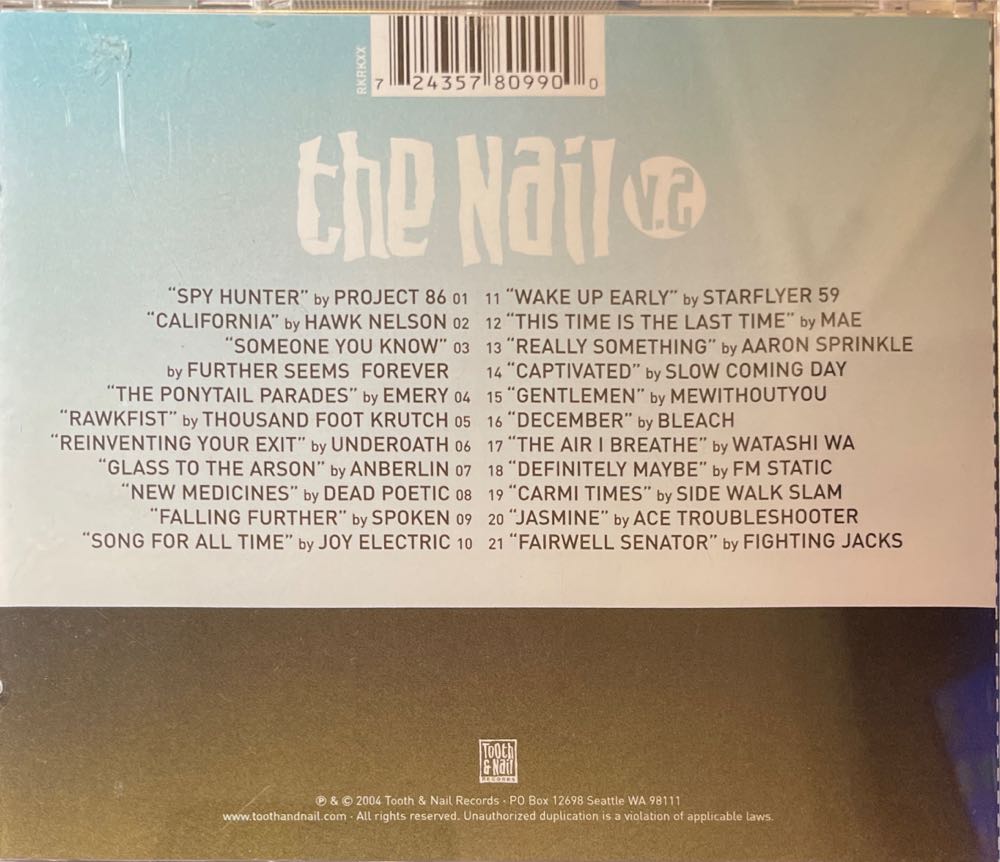 RKRKXX
7 24357 80990 0
the Nail v.2
"SPY HUNTER" by PROJECT 86 01
"CALIFORNIA" by HAWK NELSON 02
"SOMEONE YOU KNOW" 03
by FURTHER SEEMS FOREVER
"THE PONYTAIL PARADES" by EMERY 04
"RAWKFIST" by THOUSAND FOOT KRUTCH 05
"REINVENTING YOUR EXIT" by UNDEROATH 06
"GLASS TO THE ARSON" by ANBERLIN 07
"NEW MEDICINES" by DEAD POETIC 08
"FALLING FURTHER" by SPOKEN 09
"SONG FOR ALL TIME" by JOY ELECTRIC 10
11 "WAKE UP EARLY" by STARFLYER 59
12 "THIS TIME IS THE LAST TIME" by MAE
13 "REALLY SOMETHING" by AARON SPRINKLE
14 "CAPTIVATED" by SLOW COMING DAY
15 "GENTLEMEN" by MEWITHOUTYOU
16 "DECEMBER" by BLEACH
17 "THE AIR I BREATHE" by WATASHI WA
18 "DEFINITELY MAYBE" by FM STATIC
19 "CARMI TIMES" by SIDE WALK SLAM
20 "JASMINE" by ACE TROUBLESHOOTER
21 "FAIRWELL SENATOR" by FIGHTING JACKS
Tooth
& Nail
RECORDS
℗ & © 2004 Tooth & Nail Records · PO Box 12698 Seattle WA 98111
www.toothandnail.com · All rights reserved. Unauthorized duplication is a violation of applicable laws.